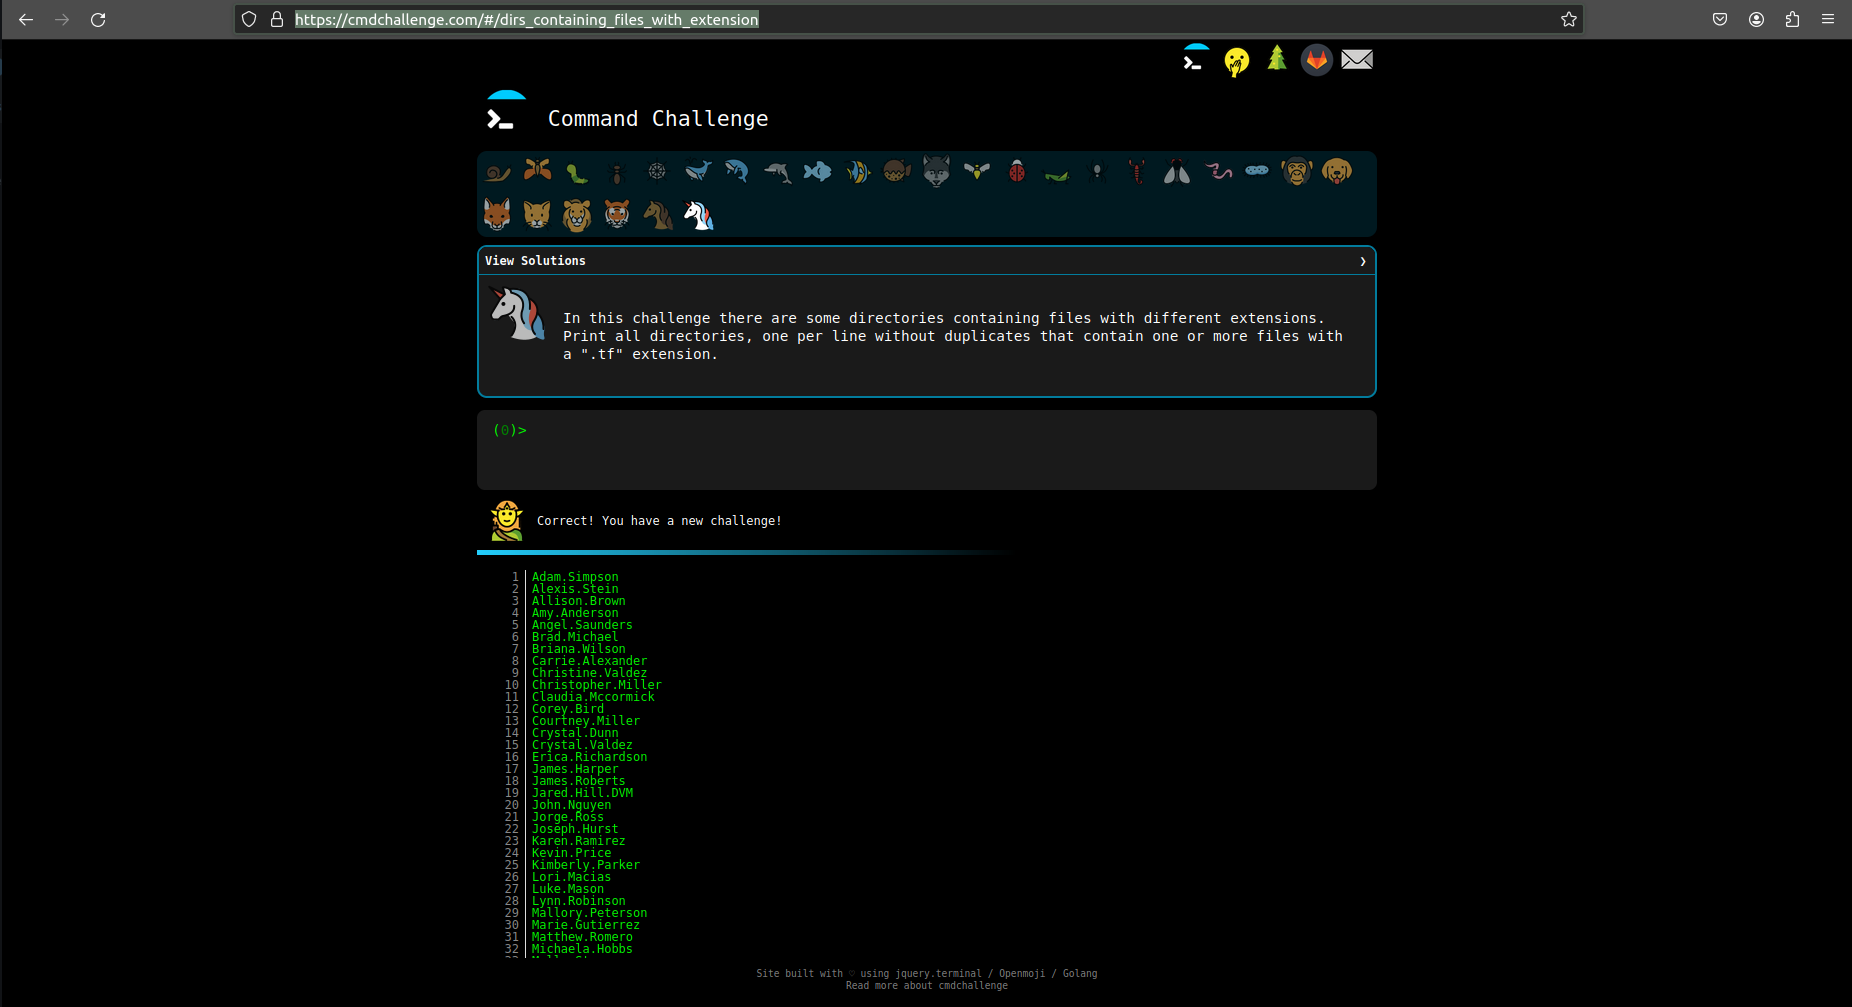 https://cmdchallenge.com/#/dirs_containing_files_with_extension
Command Challenge
View Solutions ❯
In this challenge there are some directories containing files with different extensions.
Print all directories, one per line without duplicates that contain one or more files with
a ".tf" extension.
(0)>
Correct! You have a new challenge!
1 Adam.Simpson
2 Alexis.Stein
3 Allison.Brown
4 Amy.Anderson
5 Angel.Saunders
6 Brad.Michael
7 Briana.Wilson
8 Carrie.Alexander
9 Christine.Valdez
10 Christopher.Miller
11 Claudia.Mccormick
12 Corey.Bird
13 Courtney.Miller
14 Crystal.Dunn
15 Crystal.Valdez
16 Erica.Richardson
17 James.Harper
18 James.Roberts
19 Jared.Hill.DVM
20 John.Nguyen
21 Jorge.Ross
22 Joseph.Hurst
23 Karen.Ramirez
24 Kevin.Price
25 Kimberly.Parker
26 Lori.Macias
27 Luke.Mason
28 Lynn.Robinson
29 Mallory.Peterson
30 Marie.Gutierrez
31 Matthew.Romero
32 Michaela.Hobbs
Site built with ♡ using jquery.terminal / Openmoji / Golang
Read more about cmdchallenge